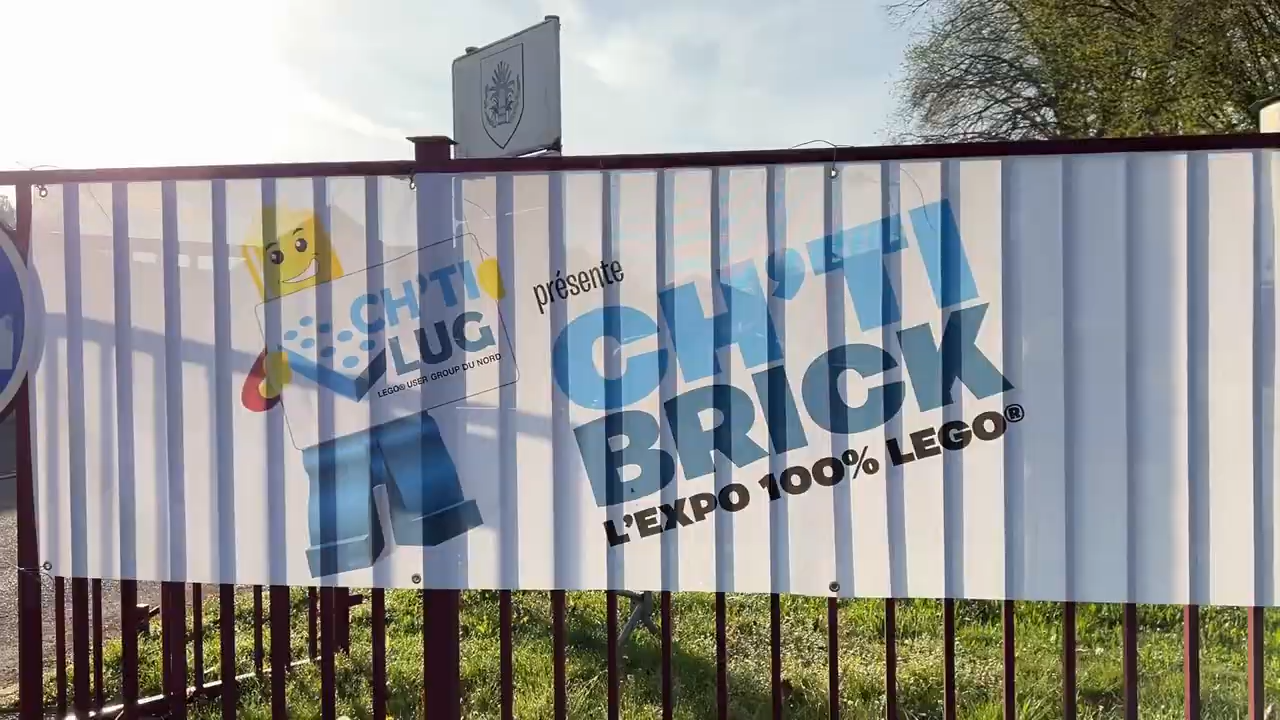 CH'TI
LUG
LEGO® USER GROUP DU NORD
présente
CH'TI
BRICK
L'EXPO 100% LEGO®